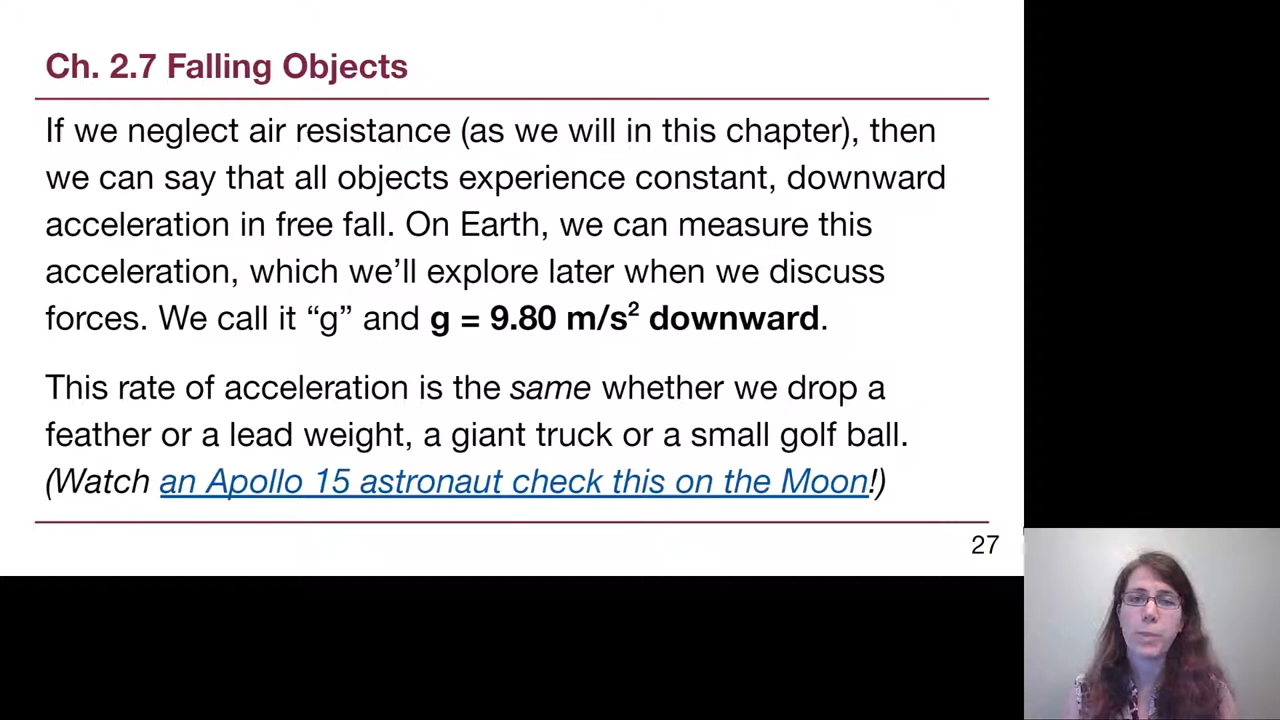 Ch. 2.7 Falling Objects
If we neglect air resistance (as we will in this chapter), then
we can say that all objects experience constant, downward
acceleration in free fall. On Earth, we can measure this
acceleration, which we’ll explore later when we discuss
forces. We call it “g” and g = 9.80 m/s² downward.
This rate of acceleration is the same whether we drop a
feather or a lead weight, a giant truck or a small golf ball.
(Watch an Apollo 15 astronaut check this on the Moon!)
27